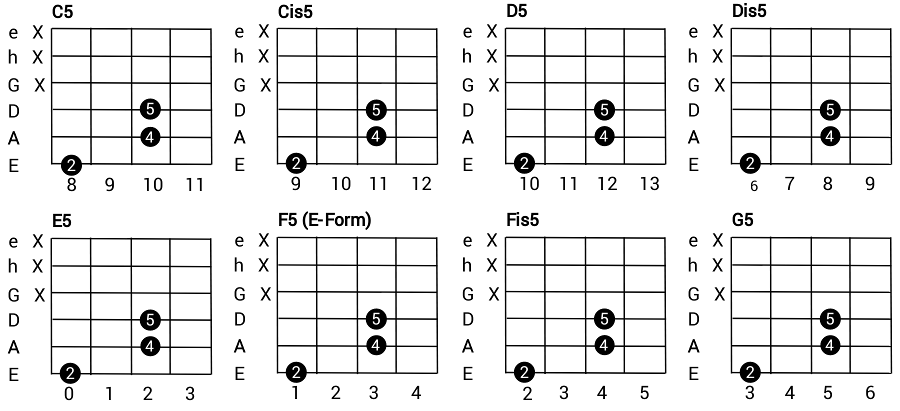 C5 Cis5 D5 Dis5
e X e X e X e X
h X h X h X h X
G X G X G X G X
D 5 D 5 D 5 D 5
A 4 A 4 A 4 A 4
E 2 E 2 E 2 E 2
8 9 10 11 9 10 11 12 10 11 12 13 6 7 8 9
E5 F5 (E-Form) Fis5 G5
e X e X e X e X
h X h X h X h X
G X G X G X G X
D 5 D 5 D 5 D 5
A 4 A 4 A 4 A 4
E 2 E 2 E 2 E 2
0 1 2 3 1 2 3 4 2 3 4 5 3 4 5 6